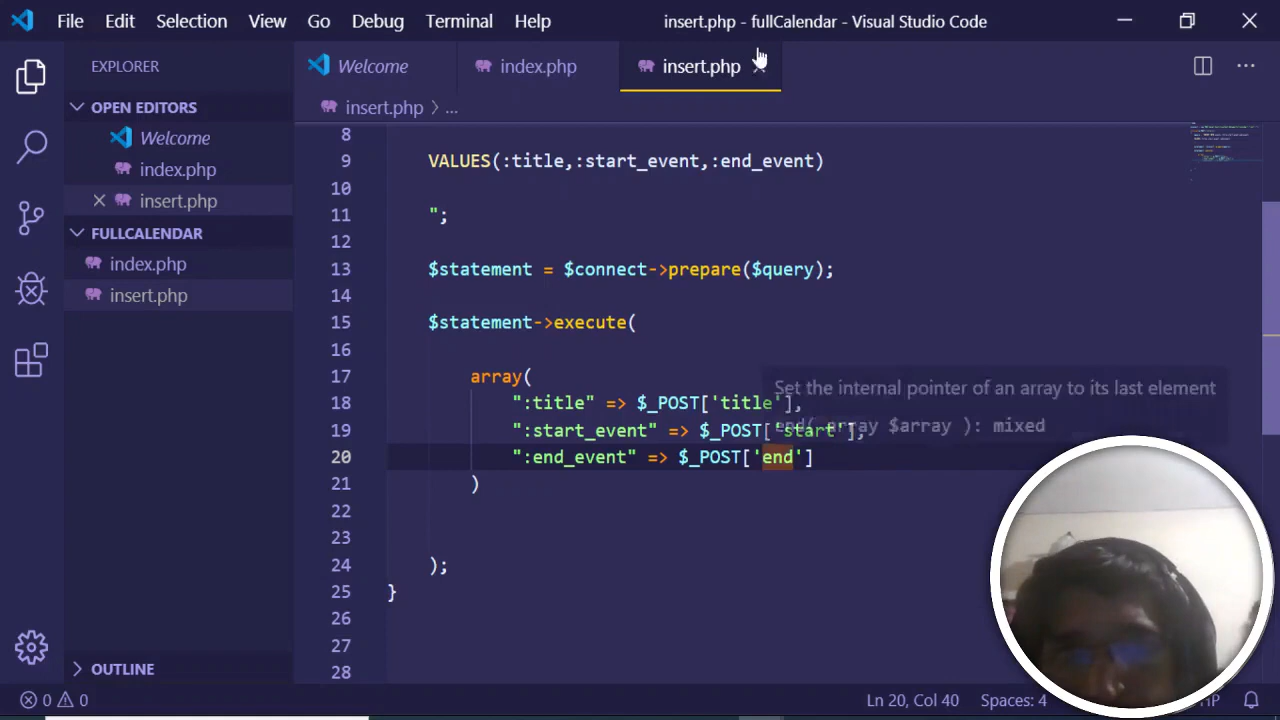 File Edit Selection View Go Debug Terminal Help insert.php - fullCalendar - Visual Studio Code
EXPLORER
OPEN EDITORS
Welcome
index.php
insert.php
FULLCALENDAR
index.php
insert.php
OUTLINE
Welcome index.php insert.php
insert.php > ...
8
9 VALUES(:title,:start_event,:end_event)
10
11 ";
12
13 $statement = $connect->prepare($query);
14
15 $statement->execute(
16
17 array(
18 ":title" => $_POST['title'],
19 ":start_event" => $_POST['start'],
20 ":end_event" => $_POST['end']
21 )
22
23
24 );
25 }
26
27
28
Set the internal pointer of an array to its last element
end( array $array ): mixed
0 0 Ln 20, Col 40 Spaces: 4